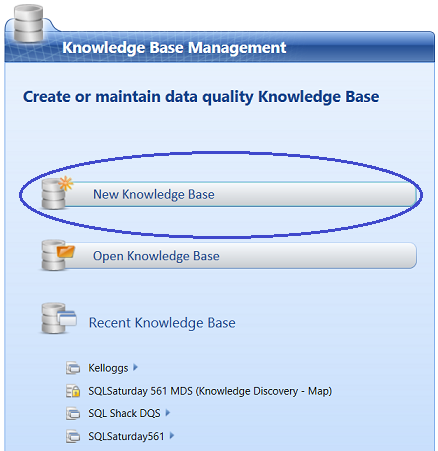 Knowledge Base Management
Create or maintain data quality Knowledge Base
New Knowledge Base
Open Knowledge Base
Recent Knowledge Base
Kelloggs
SQLSaturday 561 MDS (Knowledge Discovery - Map)
SQL Shack DQS
SQLSaturday561